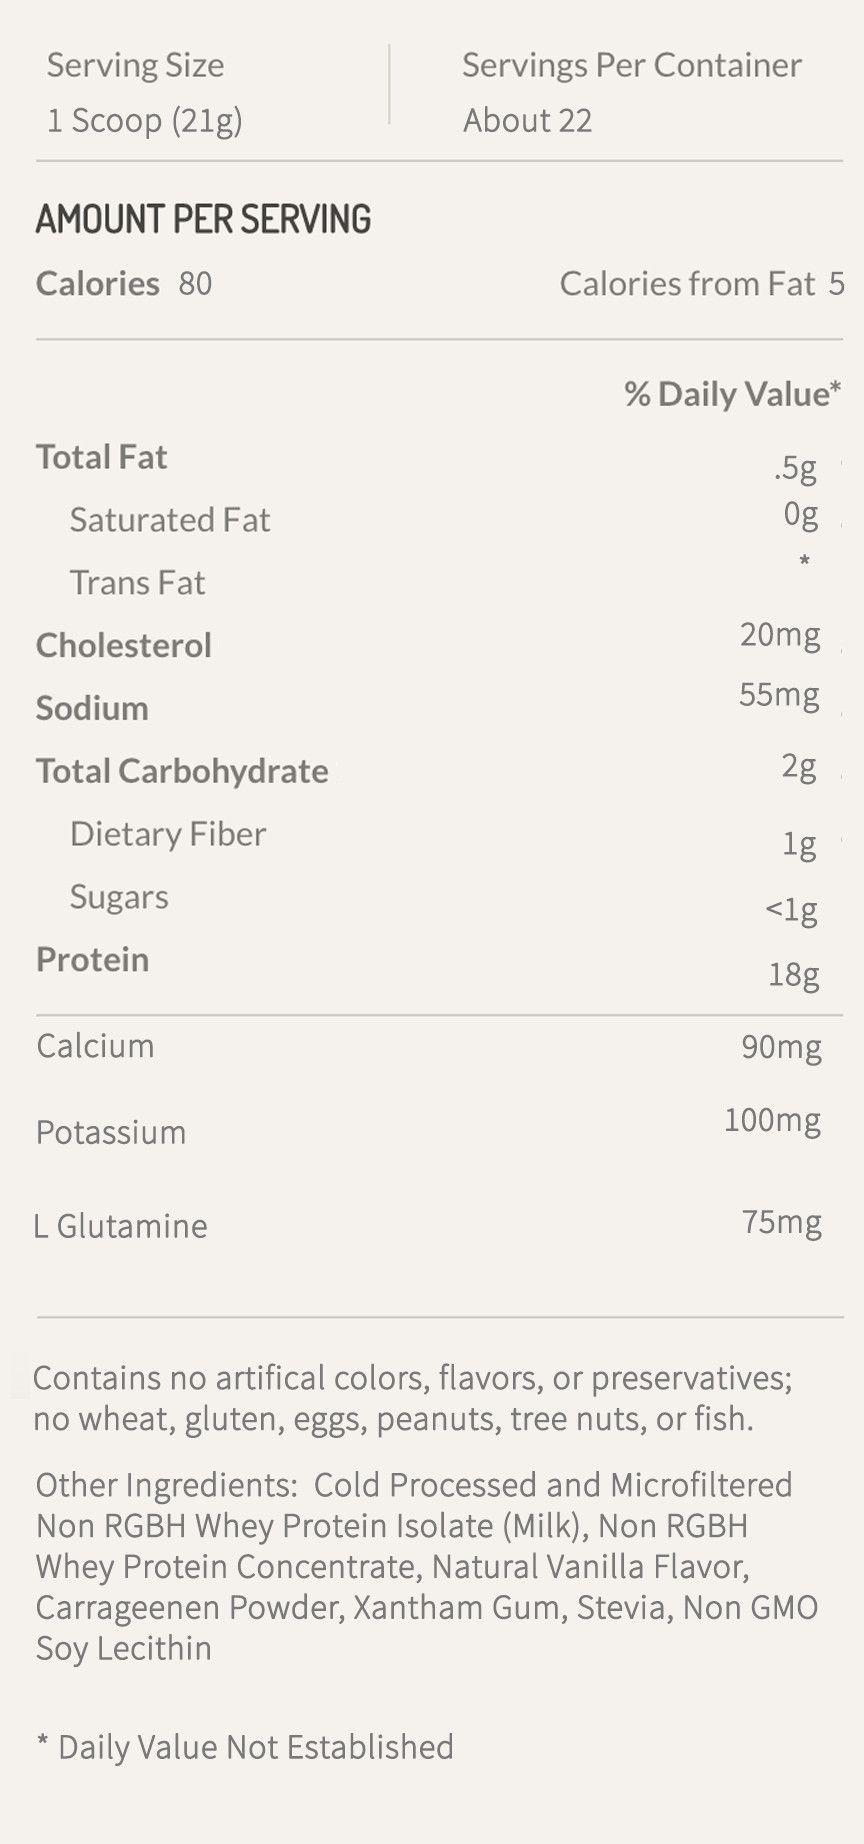 Serving Size
Servings Per Container
1 Scoop (21g)
About 22
AMOUNT PER SERVING
Calories 80
Calories from Fat 5
% Daily Value*
Total Fat .5g
Saturated Fat 0g
Trans Fat *
Cholesterol 20mg
Sodium 55mg
Total Carbohydrate 2g
Dietary Fiber 1g
Sugars <1g
Protein 18g
Calcium 90mg
Potassium 100mg
L Glutamine 75mg
Contains no artifical colors, flavors, or preservatives;
no wheat, gluten, eggs, peanuts, tree nuts, or fish.
Other Ingredients: Cold Processed and Microfiltered
Non RGBH Whey Protein Isolate (Milk), Non RGBH
Whey Protein Concentrate, Natural Vanilla Flavor,
Carrageenen Powder, Xantham Gum, Stevia, Non GMO
Soy Lecithin
* Daily Value Not Established